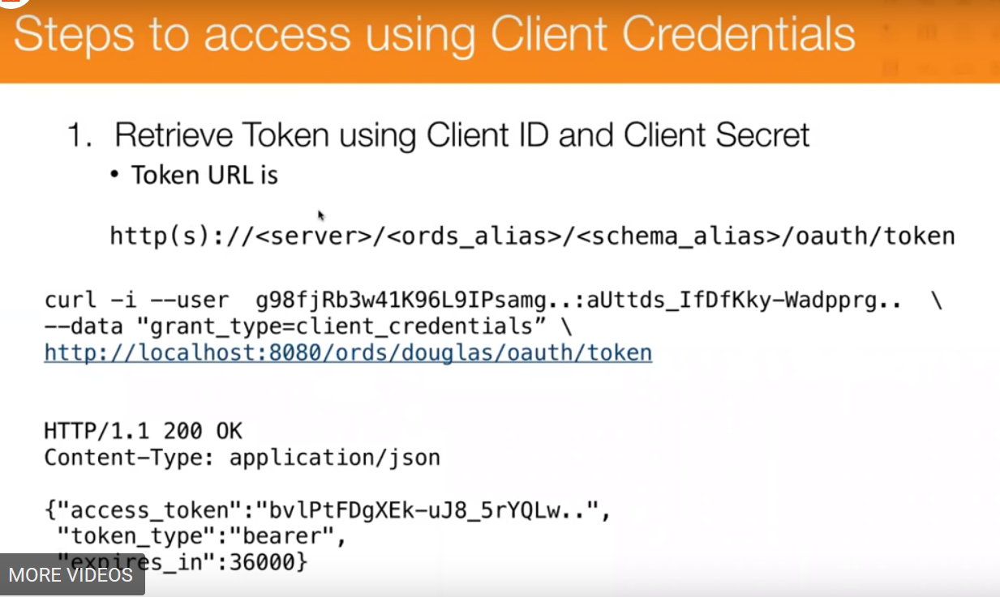 Steps to access using Client Credentials
1. Retrieve Token using Client ID and Client Secret
• Token URL is
http(s)://<server>/<ords_alias>/<schema_alias>/oauth/token
curl -i --user  g98fjRb3w41K96L9IPsamg..:aUttds_IfDfKky-Wadpprg..  \
--data "grant_type=client_credentials” \
http://localhost:8080/ords/douglas/oauth/token
HTTP/1.1 200 OK
Content-Type: application/json
{"access_token":"bvlPtFDgXEk-uJ8_5rYQLw..",
"token_type":"bearer",
"expires_in":36000}
MORE VIDEOS